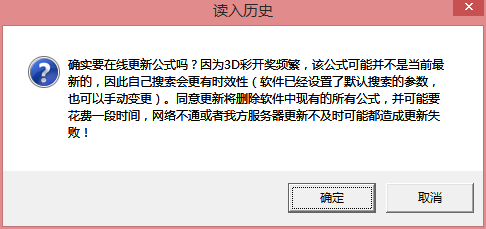 读入历史
确实要在线更新公式吗？因为3D彩开奖频繁，该公式可能并不是当前最
新的，因此自己搜索会更有时效性（软件已经设置了默认搜索的参数，
也可以手动变更）。同意更新将删除软件中现有的所有公式，并可能要
花费一段时间，网络不通或者我方服务器更新不及时可能都造成更新失
败！
确定
取消